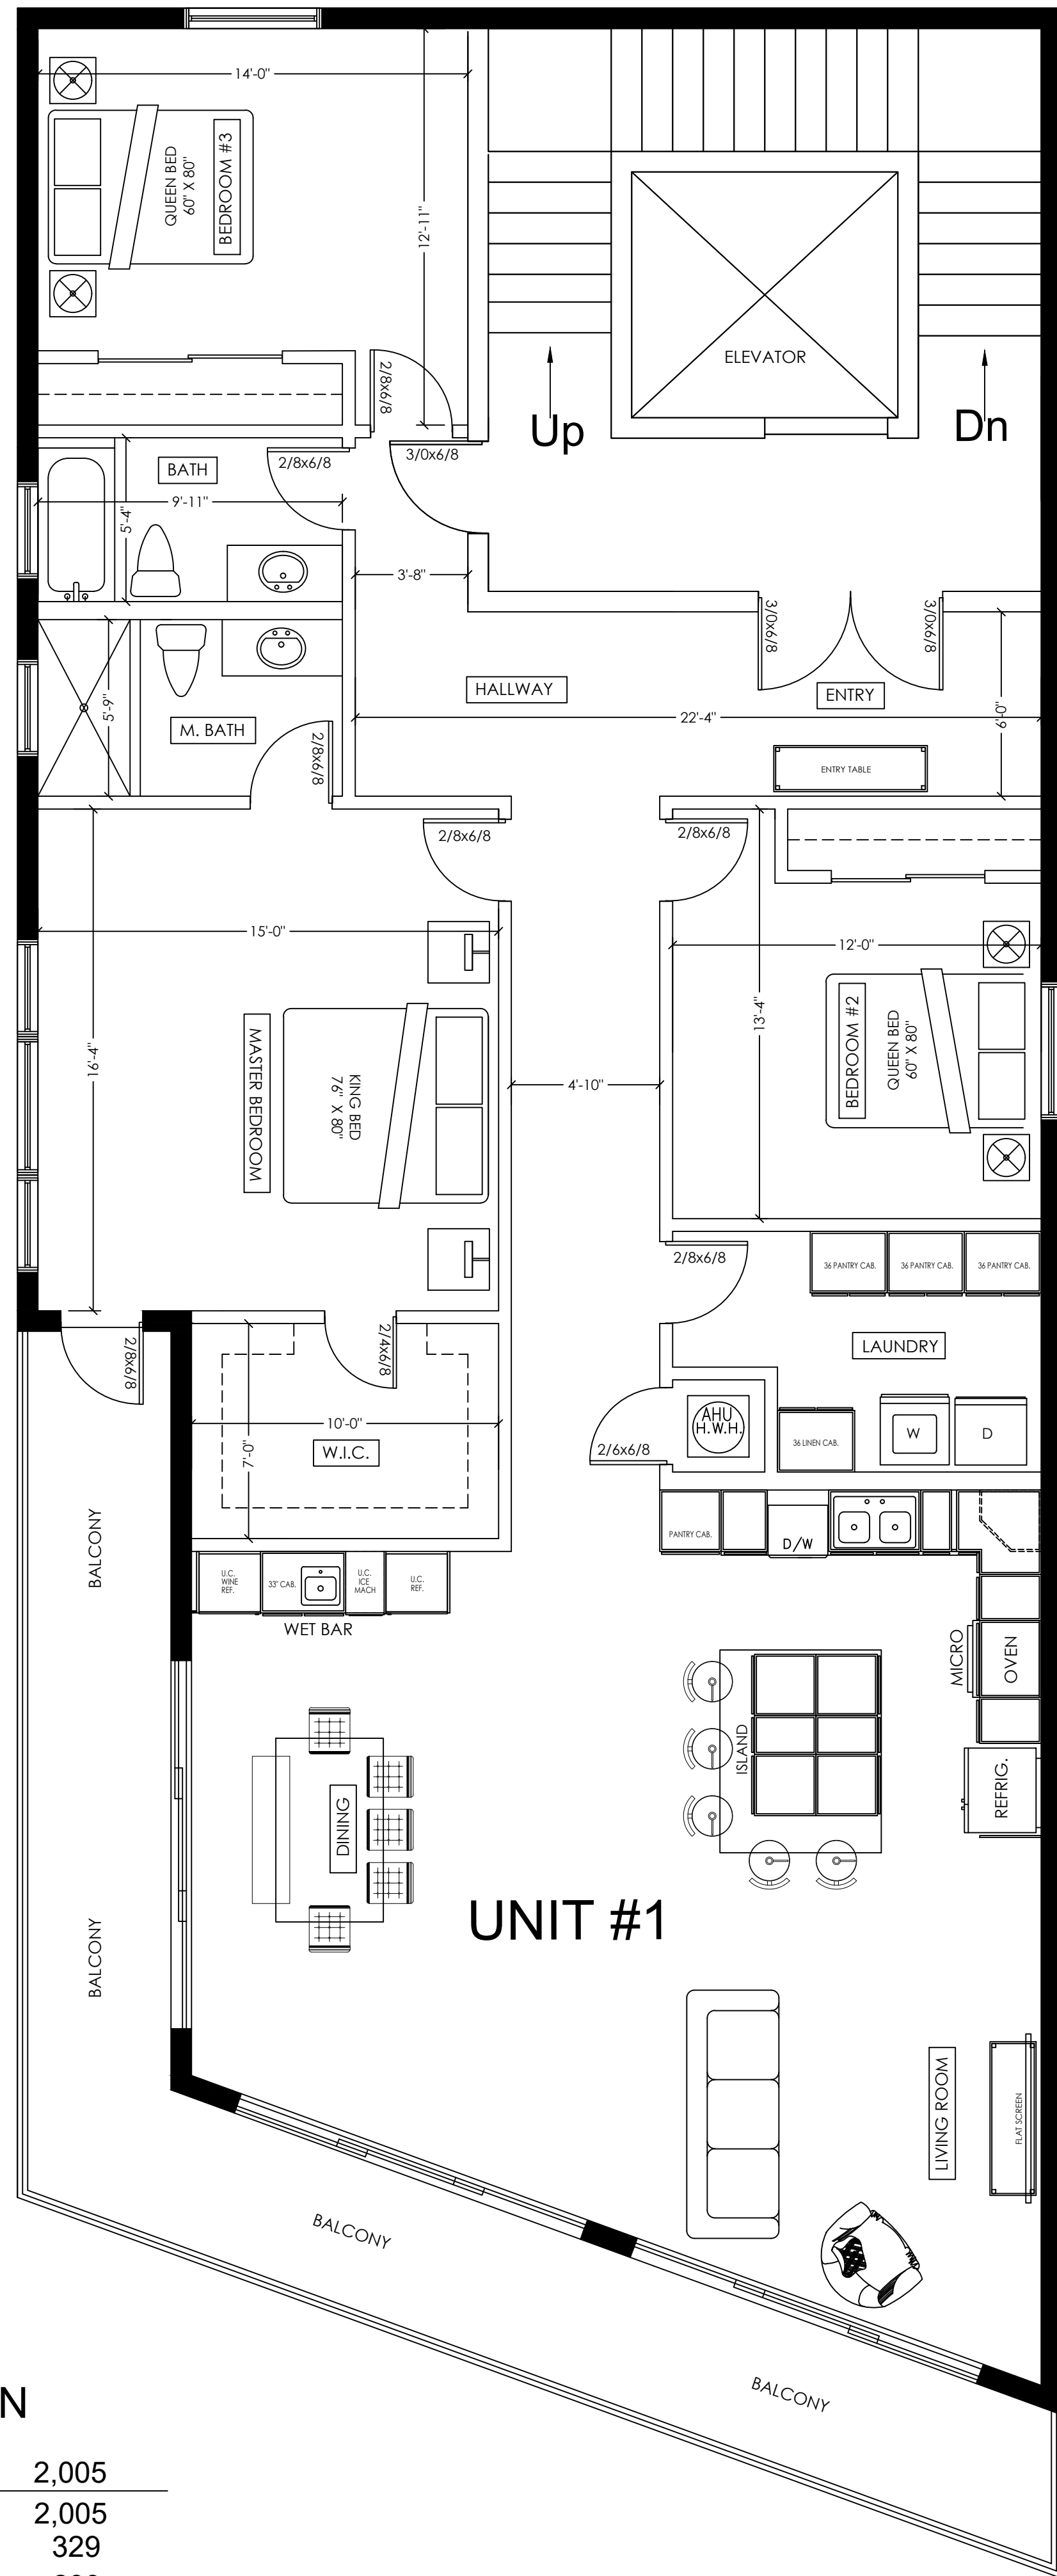 14'-0"
QUEEN BED
60" X 80"
BEDROOM #3
12'-11"
ELEVATOR
2/8x6/8
Up
Dn
BATH
2/8x6/8
3/0x6/8
9'-11"
5'-4"
3'-8"
3/0x6/8
3/0x6/8
HALLWAY
ENTRY
5'-9"
M. BATH
22'-4"
6'-0"
2/8x6/8
ENTRY TABLE
2/8x6/8
2/8x6/8
15'-0"
12'-0"
16'-4"
13'-4"
MASTER BEDROOM
KING BED
76" X 80"
4'-10"
BEDROOM #2
QUEEN BED
60" X 80"
2/8x6/8
36 PANTRY CAB.
36 PANTRY CAB.
36 PANTRY CAB.
2/8x6/8
2/4x6/8
LAUNDRY
10'-0"
7'-0"
W.I.C.
AHU
H.W.H.
2/6x6/8
36 LINEN CAB.
W
D
BALCONY
PANTRY CAB.
D/W
U.C.
WINE
REF.
33" CAB.
U.C.
ICE
MACH
U.C.
REF.
WET BAR
MICRO
OVEN
ISLAND
REFRIG.
DINING
UNIT #1
BALCONY
LIVING ROOM
FLAT SCREEN
BALCONY
BALCONY
N
2,005
2,005
329